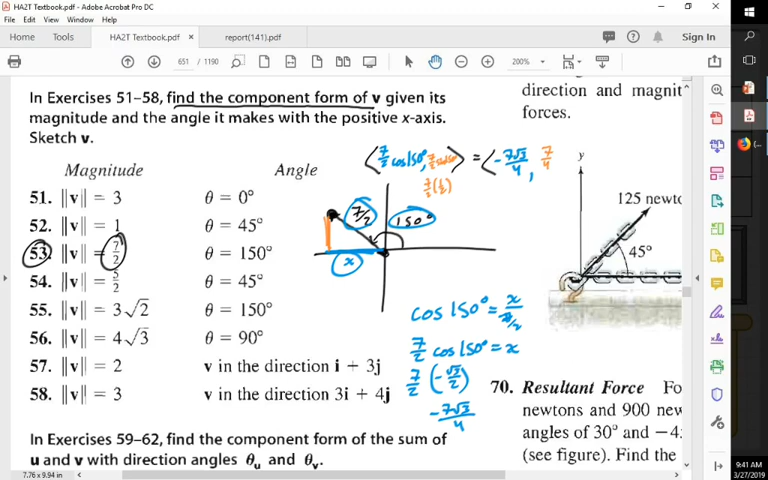 HA2T Textbook.pdf - Adobe Acrobat Pro DC
File Edit View Window Help
Home Tools HA2T Textbook.pdf × report(141).pdf ? Sign In
651 / 1190 200%
In Exercises 51–58, find the component form of v given its
magnitude and the angle it makes with the positive x-axis.
Sketch v.
Magnitude Angle
51. ||v|| = 3 θ = 0°
52. ||v|| = 1 θ = 45°
53. ||v|| = 7/2 θ = 150°
54. ||v|| = 5/2 θ = 45°
55. ||v|| = 3√2 θ = 150°
56. ||v|| = 4√3 θ = 90°
57. ||v|| = 2 v in the direction i + 3j
58. ||v|| = 3 v in the direction 3i + 4j
In Exercises 59–62, find the component form of the sum of
u and v with direction angles θu and θv.
⟨7/2 cos150°, 7/2 sin150°⟩ = ⟨-7√3/4, 7/4
7/2 (1/2)
7/2 150°
x
cos 150° = x/7/2
7/2 cos150° = x
7/2 (-√3/2)
-7√3/4
direction and magnit
forces.
y
125 newto
45°
70. Resultant Force Fo
newtons and 900 new
angles of 30° and −4
(see figure). Find the
7.76 x 9.94 in
9:41 AM
3/27/2019